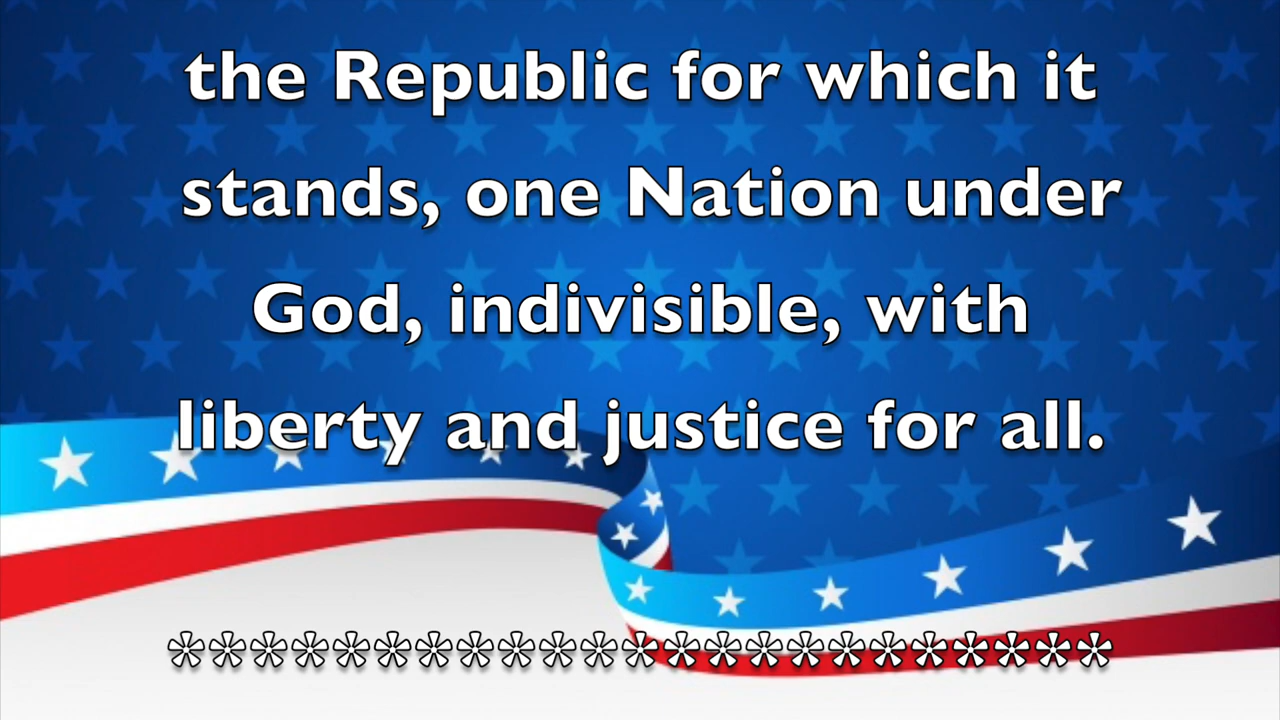 the Republic for which it
stands, one Nation under
God, indivisible, with
liberty and justice for all.
***********************